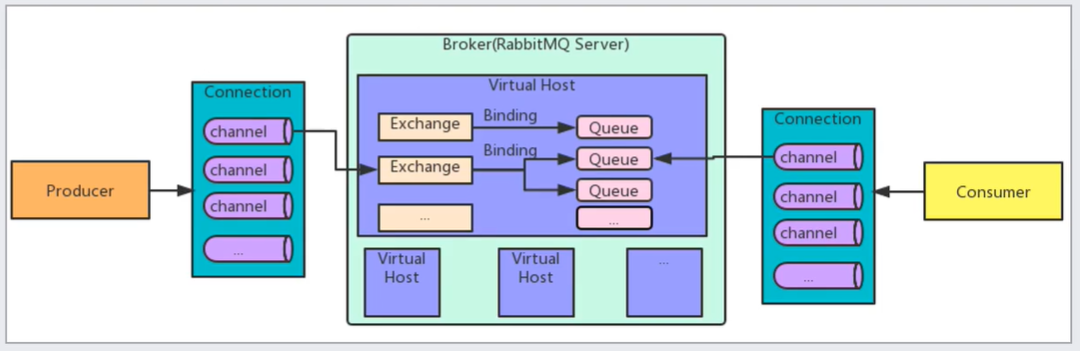 Broker(RabbitMQ Server)
Virtual Host
Connection
channel
channel
channel
...
Producer
Exchange
Binding
Queue
Exchange
Binding
Queue
Queue
...
...
Virtual
Host
Virtual
Host
...
Connection
channel
channel
channel
...
Consumer